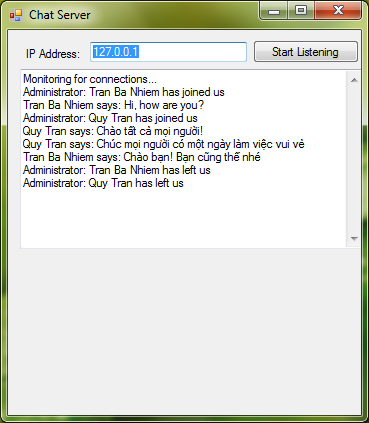 Chat Server
IP Address: 127.0.0.1 Start Listening
Monitoring for connections...
Administrator: Tran Ba Nhiem has joined us
Tran Ba Nhiem says: Hi, how are you?
Administrator: Quy Tran has joined us
Quy Tran says: Chào tất cả mọi người!
Quy Tran says: Chúc mọi người có một ngày làm việc vui vẻ
Tran Ba Nhiem says: Chào bạn! Bạn cũng thế nhé
Administrator: Tran Ba Nhiem has left us
Administrator: Quy Tran has left us